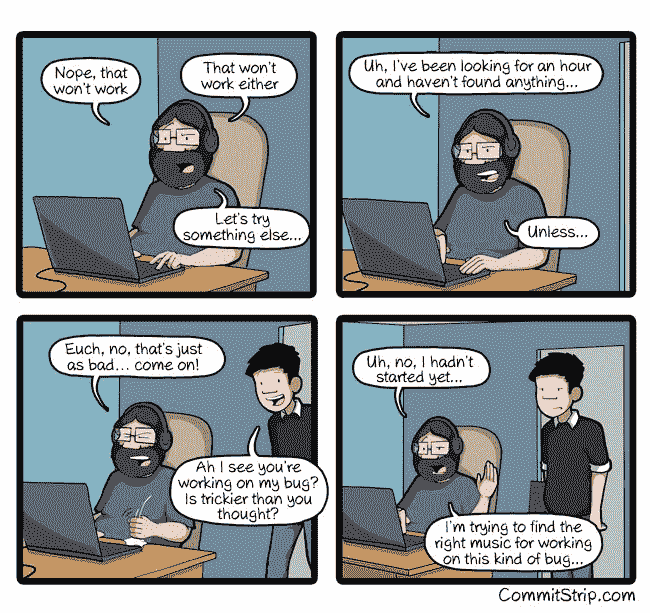 Nope, that
won't work
That won't
work either
Let's try
something else...
Uh, I've been looking for an hour
and haven't found anything...
Unless...
Euch, no, that's just
as bad... come on!
Ah I see you're
working on my bug?
Is trickier than you
thought?
Uh, no, I hadn't
started yet...
I'm trying to find the
right music for working
on this kind of bug...
CommitStrip.com